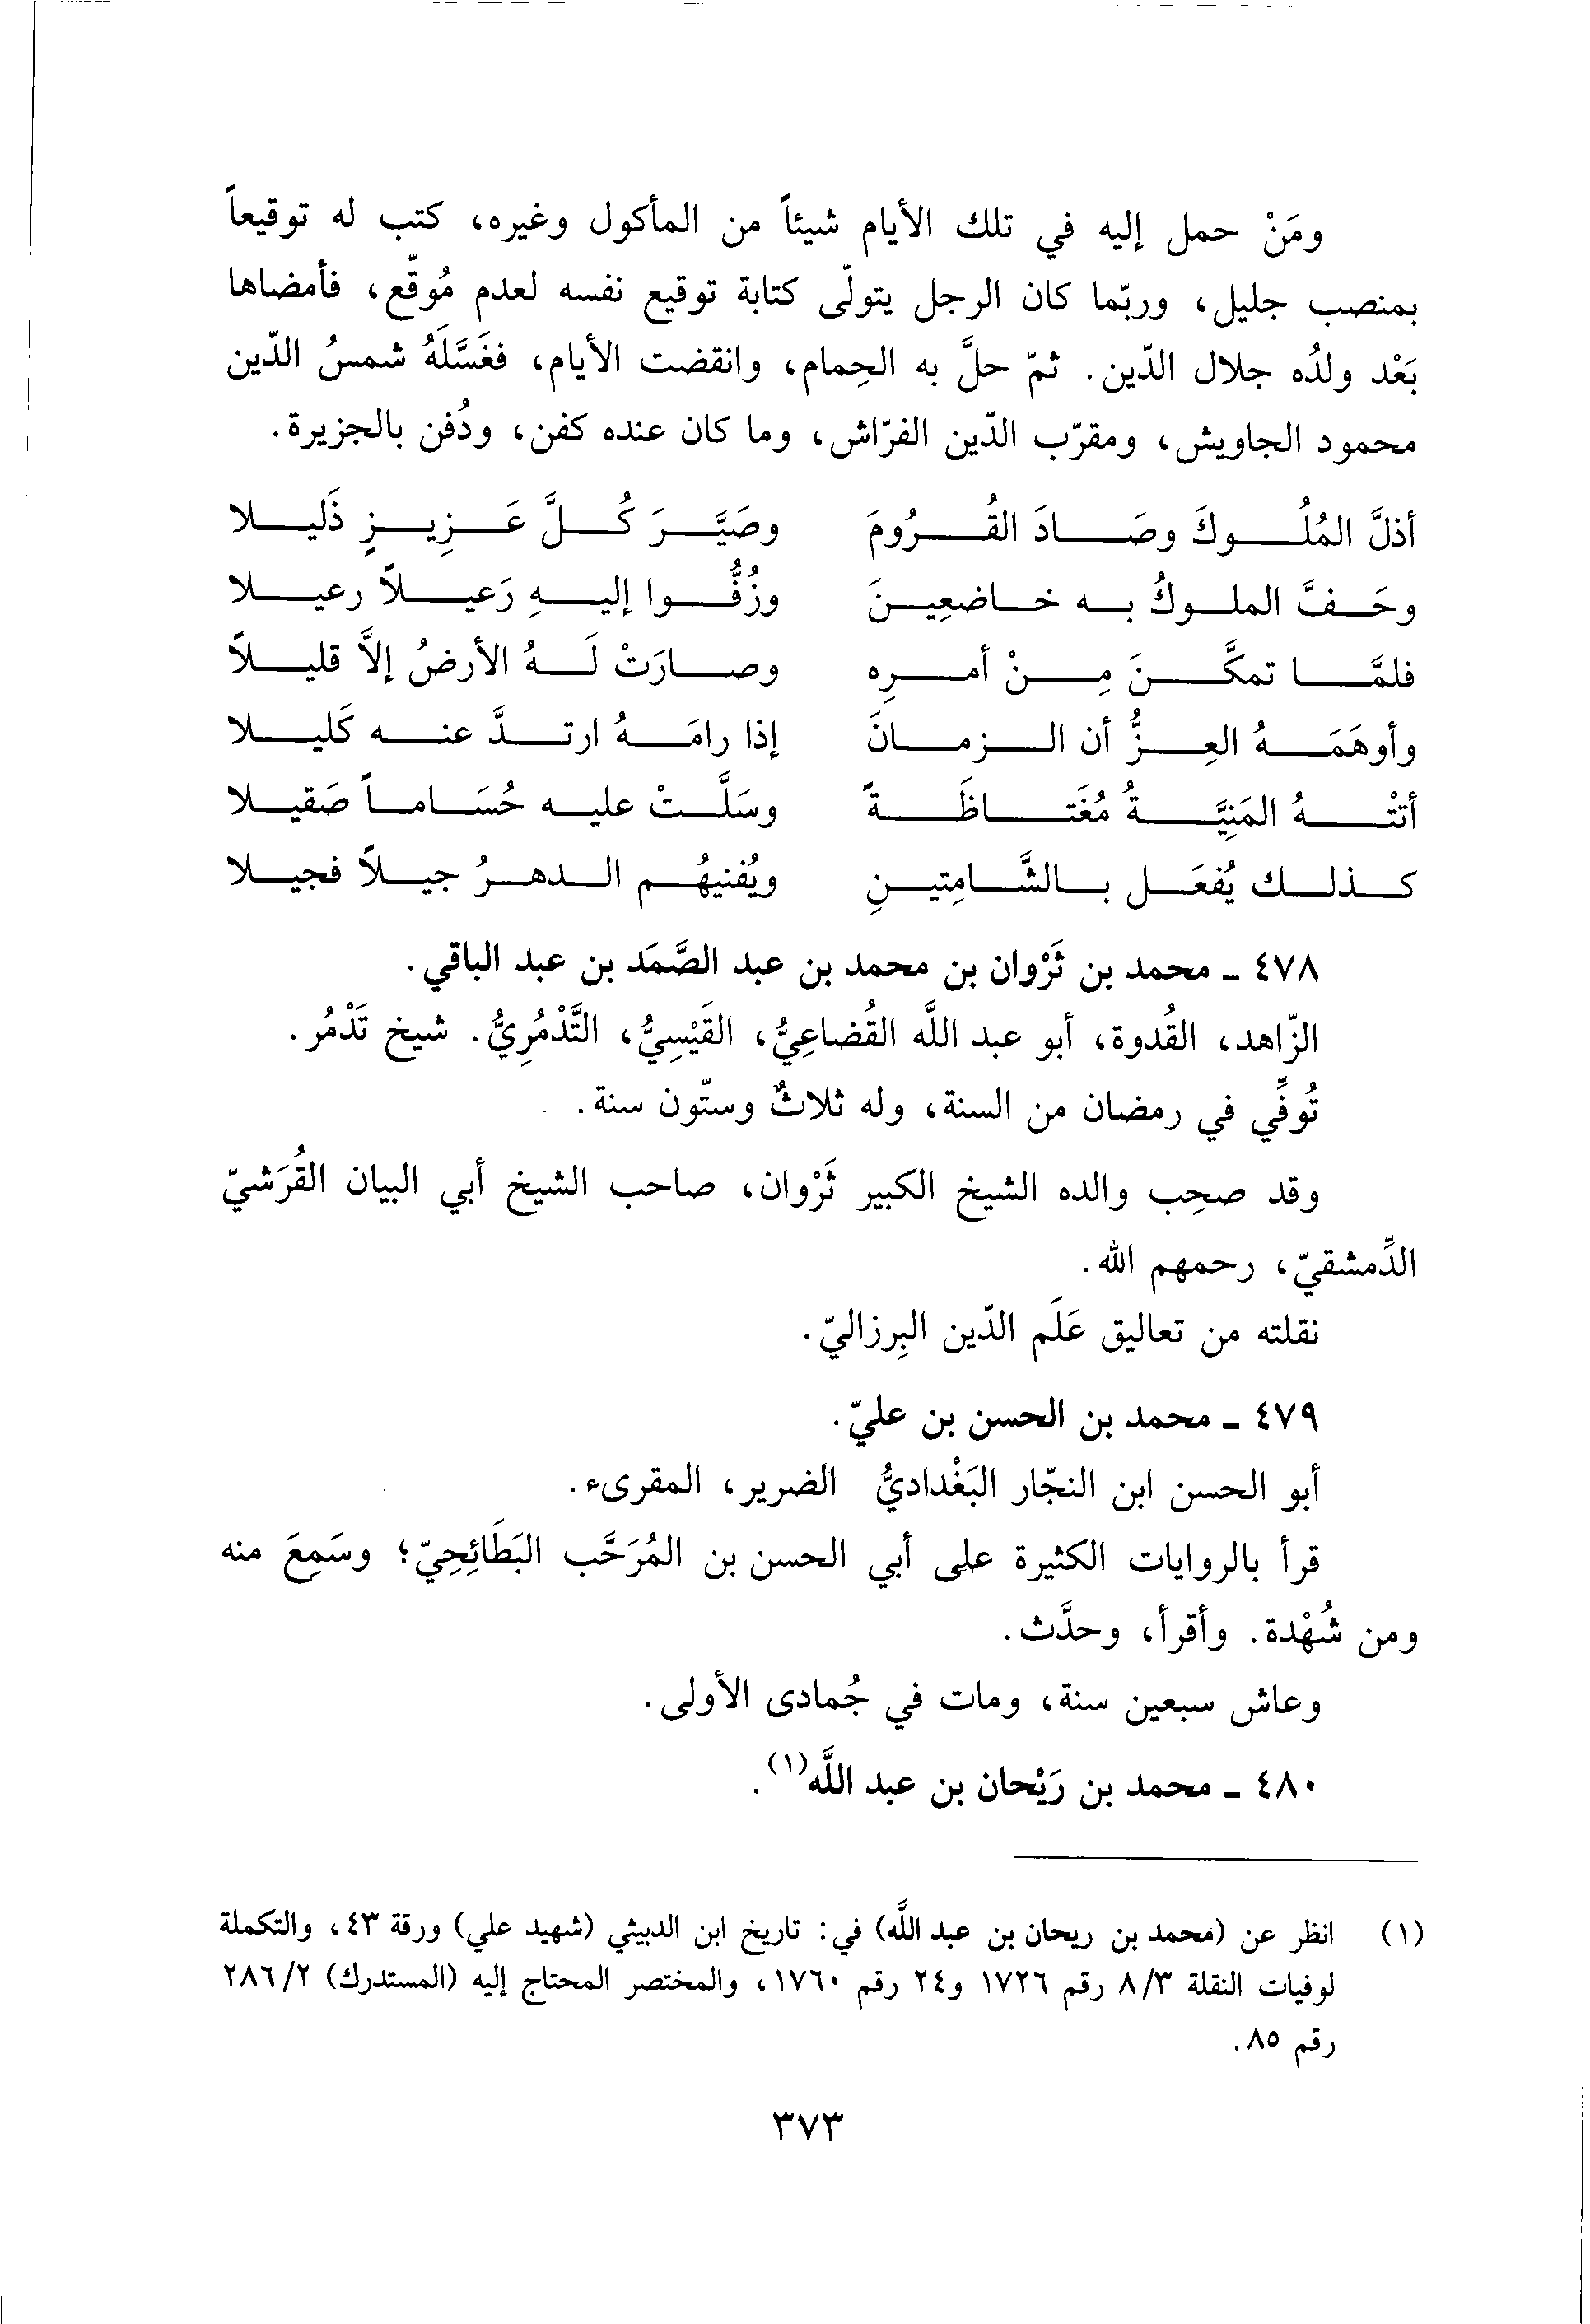 ومَنْ حمل إليه في تلك الأيام شيئاً من المأكول وغيره، كتب له توقيعاً
بمنصب جليل، وربّما كان الرجل يتولّى كتابة توقيع نفسه لعدم مُوقّع، فأمضاها
بَعْد ولدُه جلال الدّين. ثمّ حلَّ به الحِمام، وانقضت الأيام، فغَسَّلَهُ شمسُ الدّين
محمود الجاويش، ومقرّب الدّين الفرّاش، وما كان عنده كفن، ودُفن بالجزيرة.
أذلَّ المُلُوكَ وصَادَ القُرُومَ وصَيَّرَ كُلَّ عَزِيزٍ ذَليلا
وحَفَّ الملوكُ به خاضعِينَ وزُفُّوا إليهِ رَعيلاً رعيلا
فلمَّا تمكَّنَ مِنْ أمرِه وصارَتْ لَهُ الأرضُ إلاَّ قليلاً
وأوهَمَهُ العِزُّ أن الزمانَ إذا رامَهُ ارتدَّ عنه كَليلا
أتتْهُ المَنِيَّةُ مُغَتاظَةً وسَلَّتْ عليه حُسَاماً صَقيلا
كذلك يُفعَل بالشَّامِتينِ ويُفنيهُم الدهرُ جيلاً فجيلا
٤٧٨ - محمد بن ثَرْوان بن محمد بن عبد الصَّمَد بن عبد الباقي.
الزّاهد، القُدوة، أبو عبد اللَّه القُضاعِيُّ، القَيْسِيُّ، التَّدْمُرِيُّ. شيخ تَدْمُر.
تُوفّي في رمضان من السنة، وله ثلاثٌ وستّون سنة.
وقد صحِب والده الشيخ الكبير ثَرْوان، صاحب الشيخ أبي البيان القُرَشيّ
الدِّمشقيّ، رحمهم الله.
نقلته من تعاليق عَلَم الدّين البِرزاليّ.
٤٧٩ - محمد بن الحسن بن عليّ.
أبو الحسن ابن النجّار البَغْداديُّ الضرير، المقرىء.
قرأ بالروايات الكثيرة على أبي الحسن بن المُرَحَّب البَطَائِحِيّ؛ وسَمِعَ منه
ومن شُهْدة. وأقرأ، وحدَّث.
وعاش سبعين سنة، ومات في جُمادى الأولى.
٤٨٠ - محمد بن رَيْحان بن عبد اللَّه(١).
(١) انظر عن (محمد بن ريحان بن عبد اللَّه) في: تاريخ ابن الدبيثي (شهيد علي) ورقة ٤٣، والتكملة
لوفيات النقلة ٨/٣ رقم ١٧٢٦ و٢٤ رقم ١٧٦٠، والمختصر المحتاج إليه (المستدرك) ٢٨٦/٢
رقم ٨٥.
٣٧٣